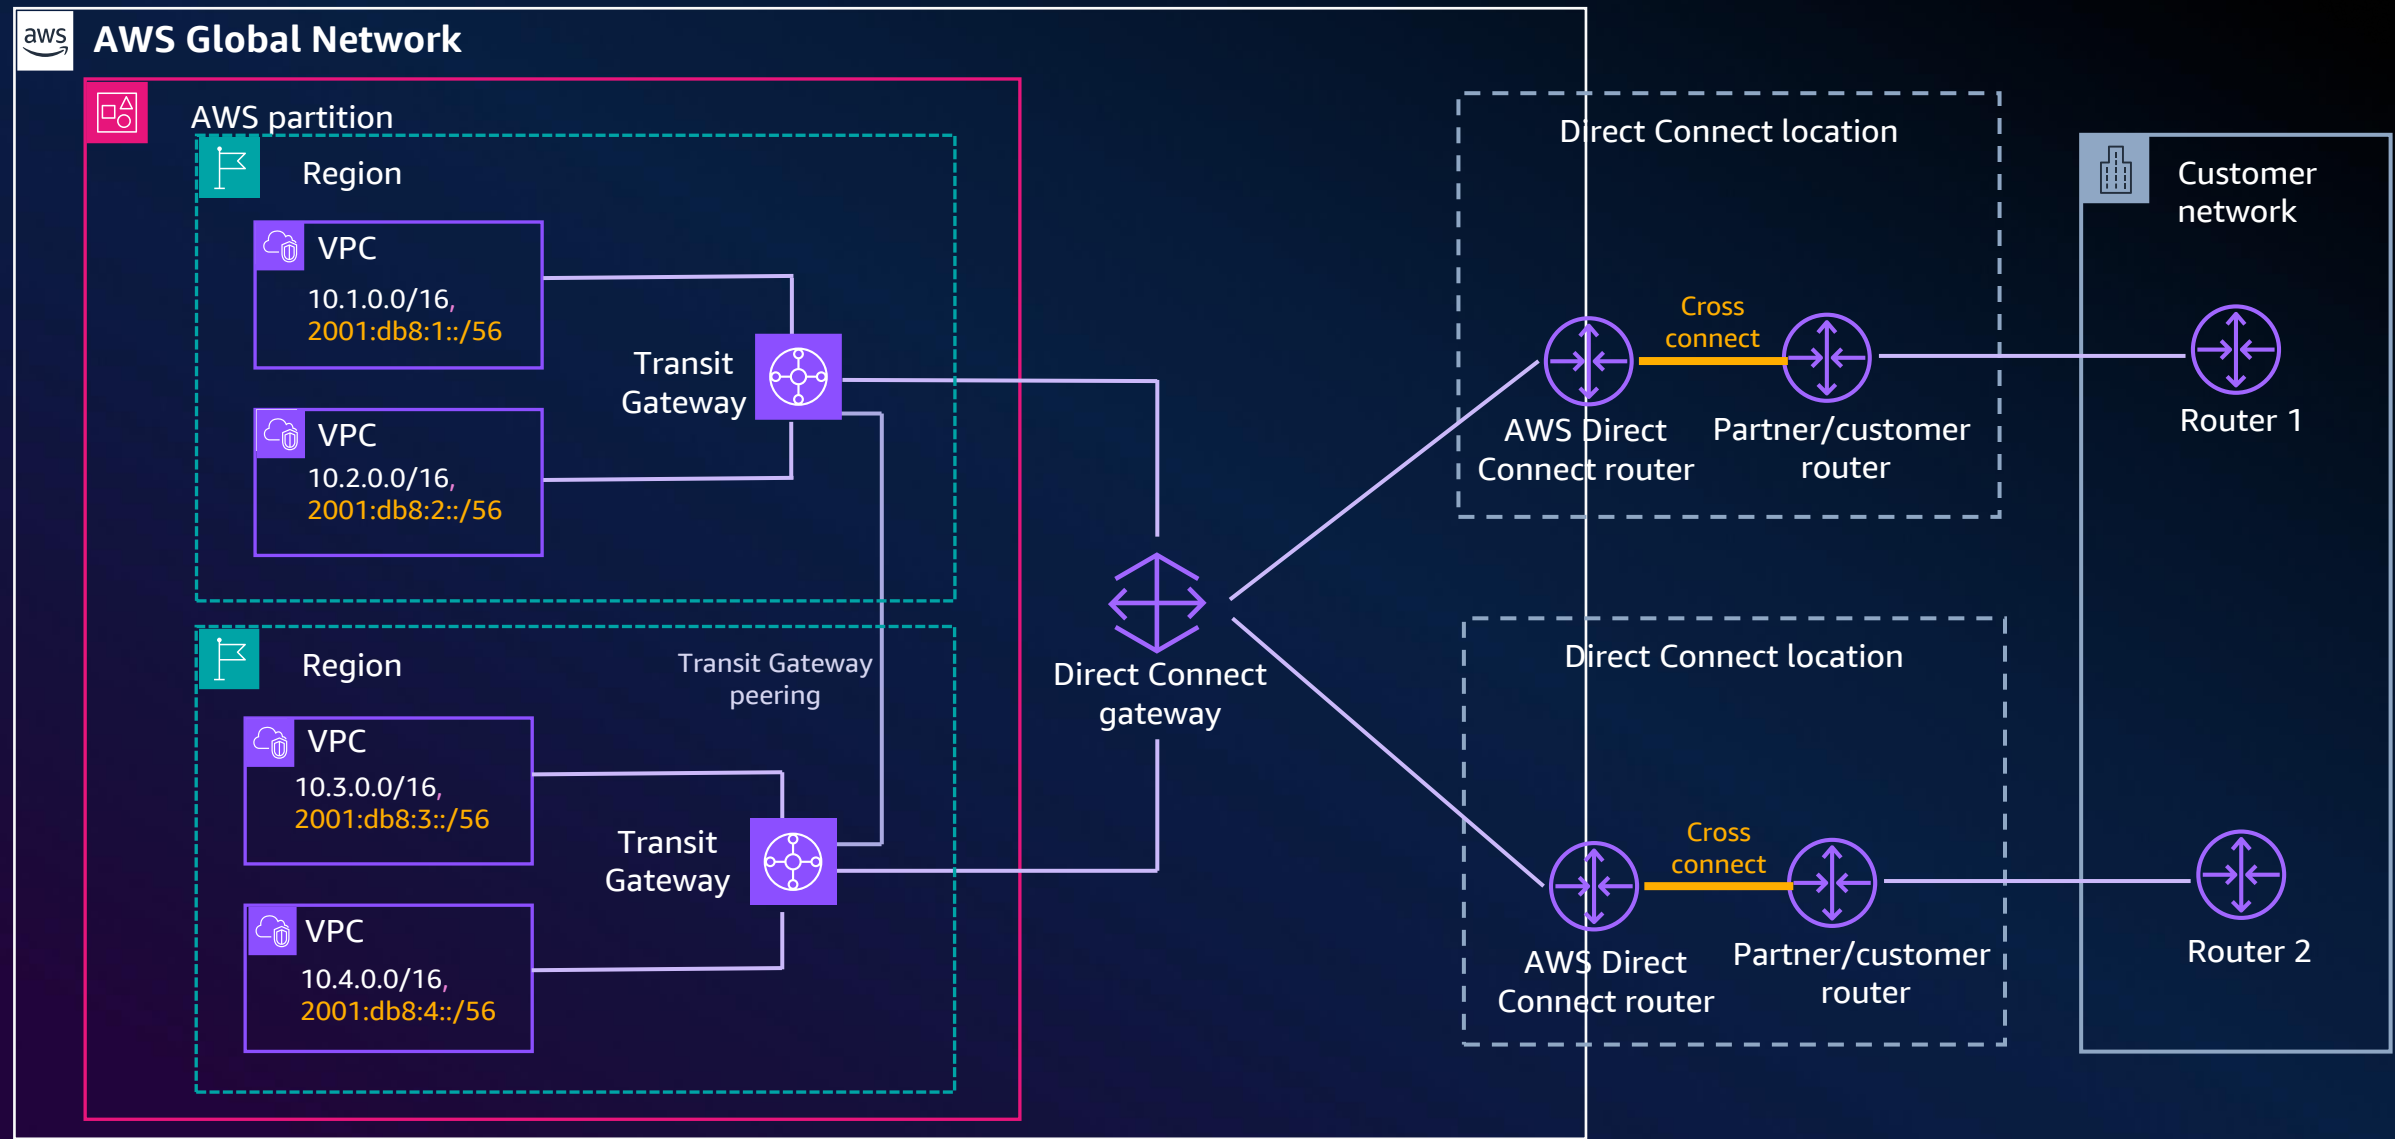 aws
AWS Global Network
AWS partition
Region
VPC
10.1.0.0/16,
2001:db8:1::/56
VPC
10.2.0.0/16,
2001:db8:2::/56
Transit
Gateway
Region
Transit Gateway
peering
VPC
10.3.0.0/16,
2001:db8:3::/56
VPC
10.4.0.0/16,
2001:db8:4::/56
Transit
Gateway
Direct Connect
gateway
Direct Connect location
Cross
connect
AWS Direct
Connect router
Partner/customer
router
Direct Connect location
Cross
connect
AWS Direct
Connect router
Partner/customer
router
Customer
network
Router 1
Router 2